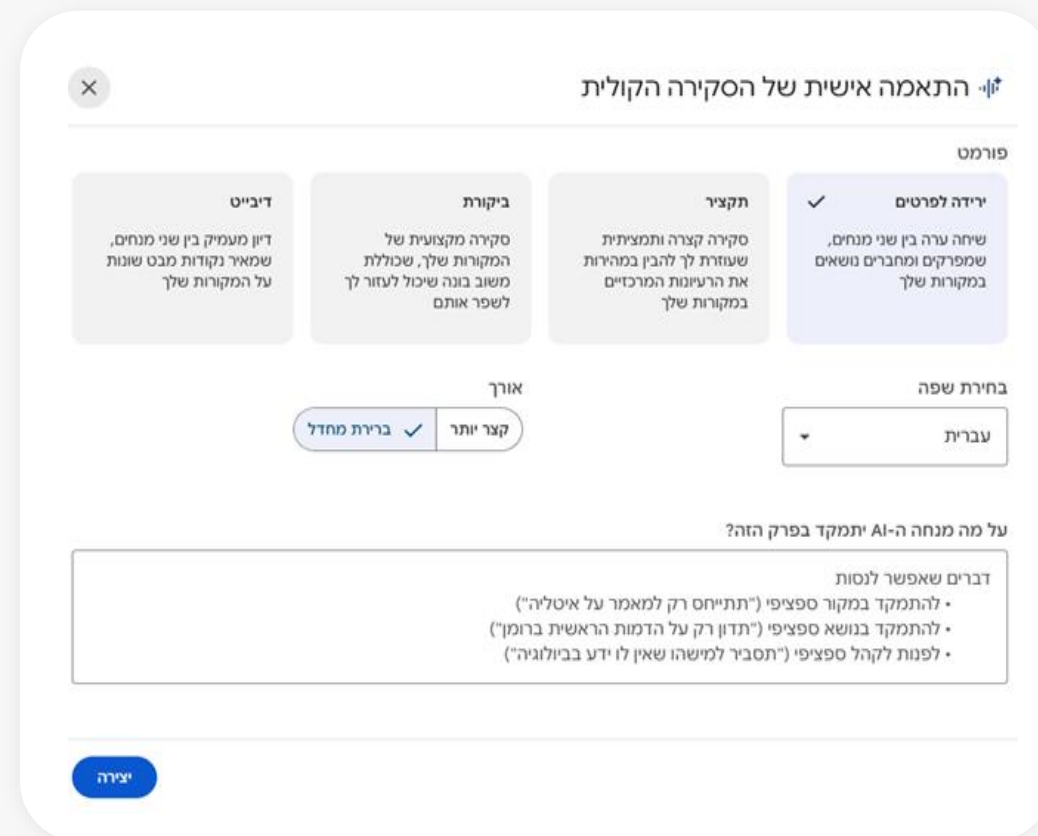 התאמה אישית של הסקירה הקולית
פורמט
ירידה לפרטים
שיחה ערה בין שני מנחים,
שמפרקים ומחברים נושאים
במקורות שלך
תקציר
סקירה קצרה ותמציתית
שעוזרת לך להבין במהירות
את הרעיונות המרכזיים
במקורות שלך
ביקורת
סקירה מקצועית של
המקורות שלך, שכוללת
משוב בונה שיכול לעזור לך
לשפר אותם
דיבייט
דיון מעמיק בין שני מנחים,
שמאיר נקודות מבט שונות
על המקורות שלך
בחירת שפה
עברית
אורך
קצר יותר
ברירת מחדל
על מה מנחה ה-AI יתמקד בפרק הזה?
דברים שאפשר לנסות
• להתמקד במקור ספציפי ("תתייחס רק למאמר על איטליה")
• להתמקד בנושא ספציפי ("תדון רק על הדמות הראשית ברומן")
• לפנות לקהל ספציפי ("תסביר למישהו שאין לו ידע בביולוגיה")
יצירה